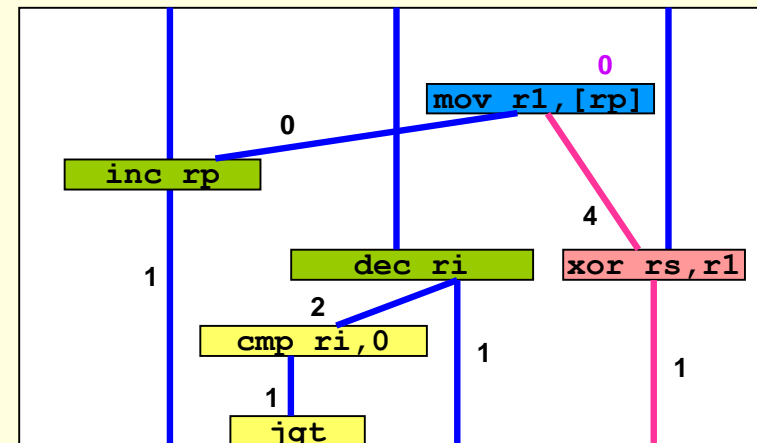 0
mov r1,[rp]
0
inc rp
4
dec ri
xor rs,r1
1
2
cmp ri,0
1
1
1
jgt